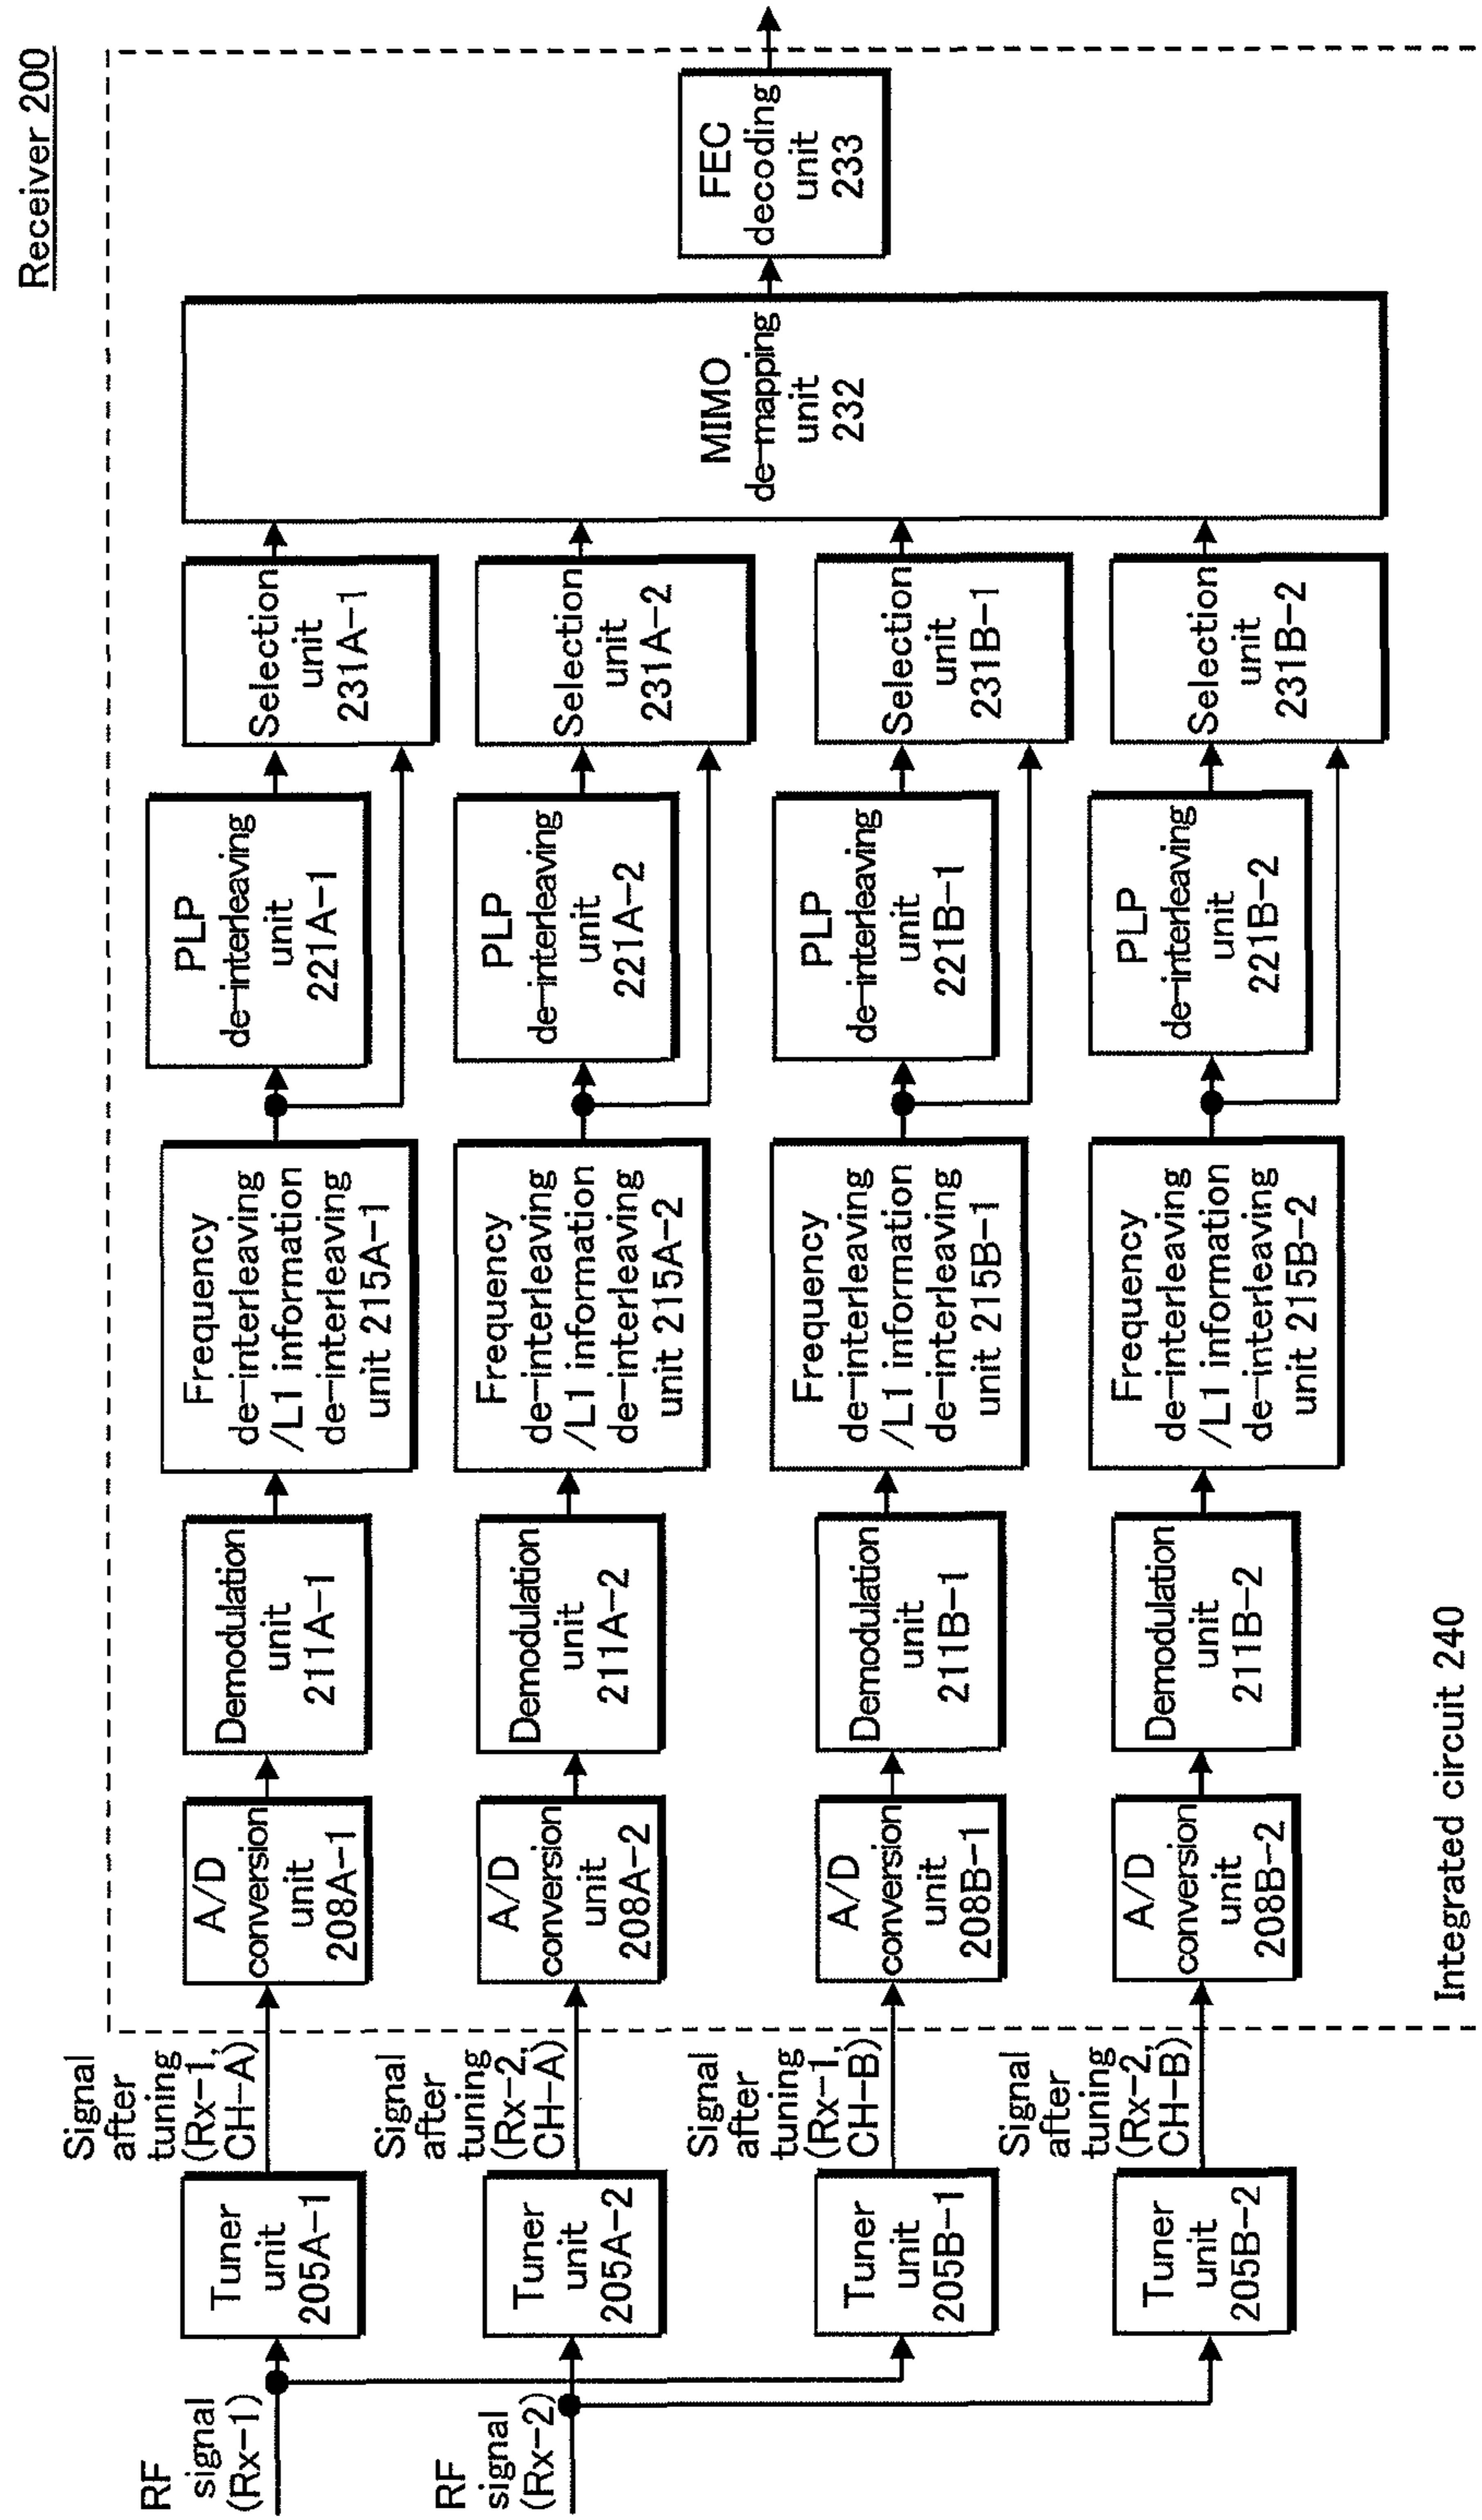 Receiver 200
RF
signal
(Rx-1)
Tuner
unit
205A-1
Signal
after
tuning
(Rx-1,
CH-A)
A/D
conversion
unit
208A-1
Demodulation
unit
211A-1
Frequency
de-interleaving
/L1 information
de-interleaving
unit 215A-1
PLP
de-interleaving
unit
221A-1
Selection
unit
231A-1
RF
signal
(Rx-2)
Tuner
unit
205A-2
Signal
after
tuning
(Rx-2,
CH-A)
A/D
conversion
unit
208A-2
Demodulation
unit
211A-2
Frequency
de-interleaving
/L1 information
de-interleaving
unit 215A-2
PLP
de-interleaving
unit
221A-2
Selection
unit
231A-2
Tuner
unit
205B-1
Signal
after
tuning
(Rx-1,
CH-B)
A/D
conversion
unit
208B-1
Demodulation
unit
211B-1
Frequency
de-interleaving
/L1 information
de-interleaving
unit 215B-1
PLP
de-interleaving
unit
221B-1
Selection
unit
231B-1
Tuner
unit
205B-2
Signal
after
tuning
(Rx-2,
CH-B)
A/D
conversion
unit
208B-2
Demodulation
unit
211B-2
Frequency
de-interleaving
/L1 information
de-interleaving
unit 215B-2
PLP
de-interleaving
unit
221B-2
Selection
unit
231B-2
MIMO
de-mapping
unit
232
FEC
decoding
unit
233
Integrated circuit 240